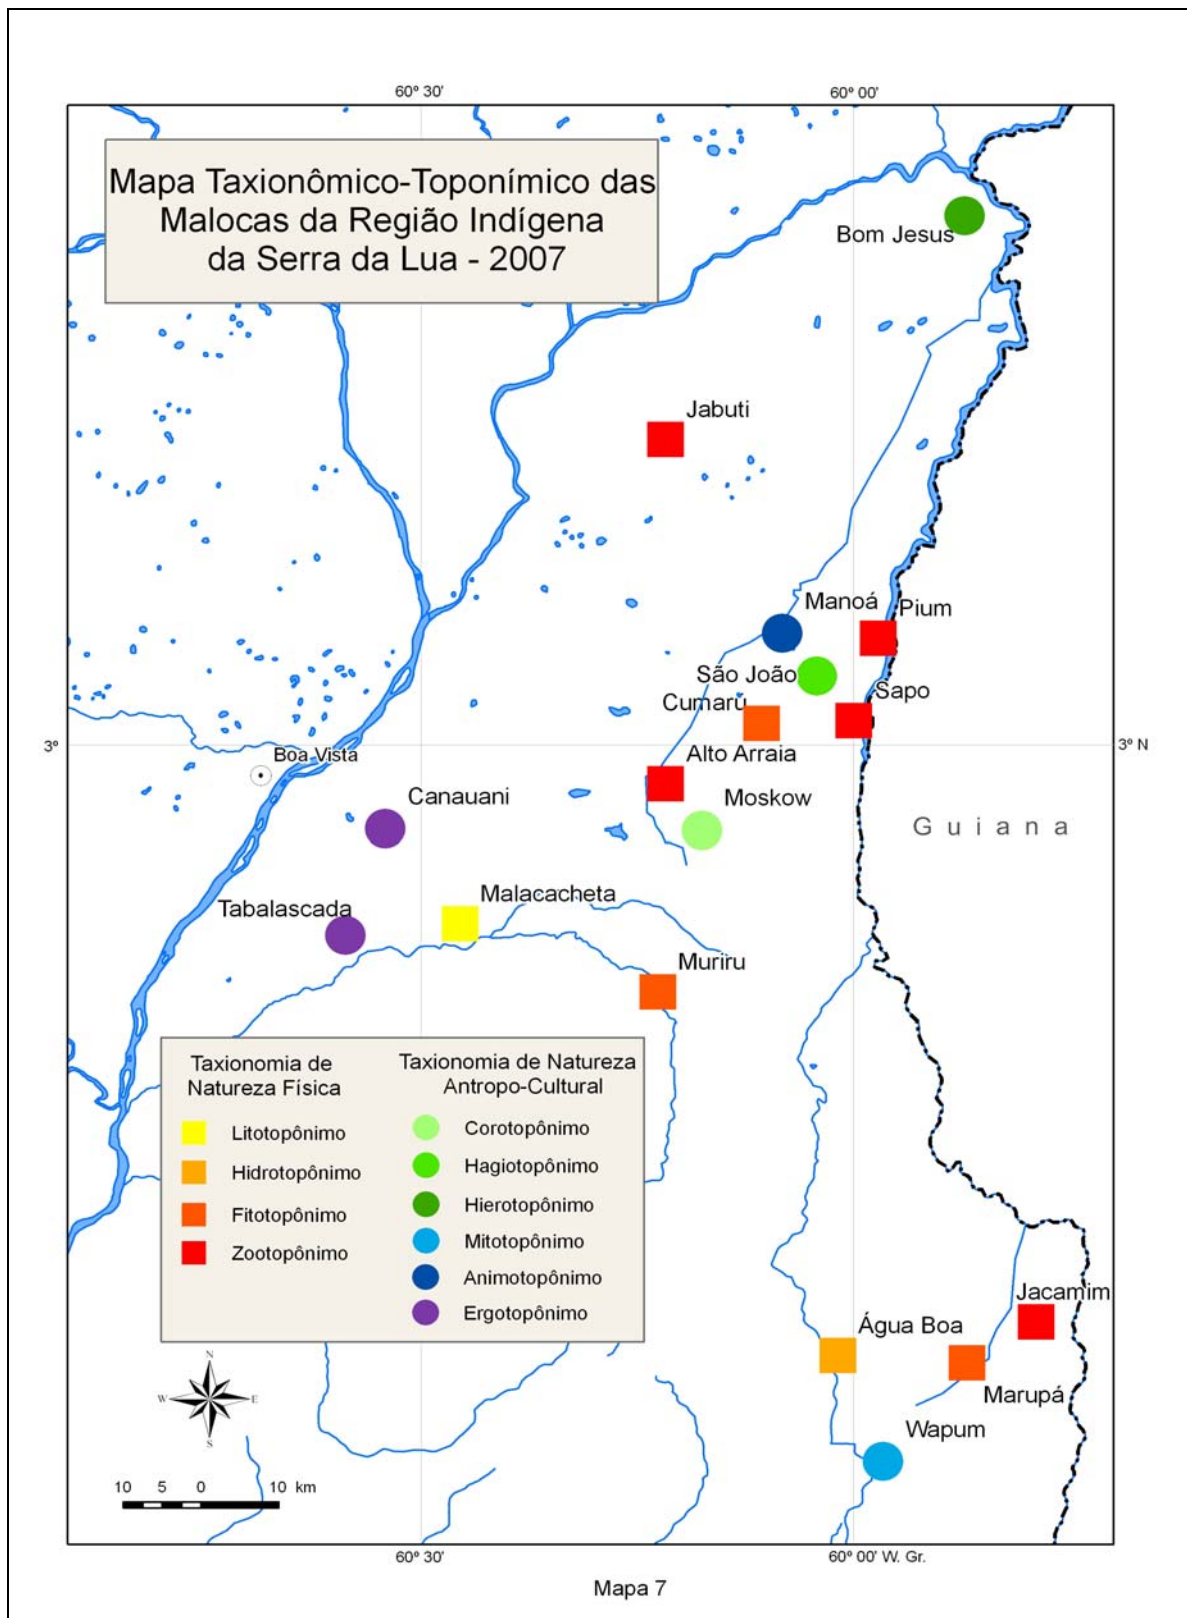 60º 30'
60º 00'
Mapa Taxionômico-Toponímico das
Malocas da Região Indígena
da Serra da Lua - 2007
Bom Jesus
Jabuti
Manoá
Pium
São João
Sapo
Cumarú
3º
3º N
Alto Arraia
Boa Vista
Canauani
Moskow
Guiana
Malacacheta
Tabalascada
Muriru
Taxionomia de
Natureza Física
Litotopônimo
Hidrotopônimo
Fitotopônimo
Zootopônimo
Taxionomia de Natureza
Antropo-Cultural
Corotopônimo
Hagiotopônimo
Hierotopônimo
Mitotopônimo
Animotopônimo
Ergotopônimo
Jacamim
Água Boa
Marupá
Wapum
N
W
E
S
10 5 0 10 km
60º 30'
60º 00' W. Gr.
Mapa 7